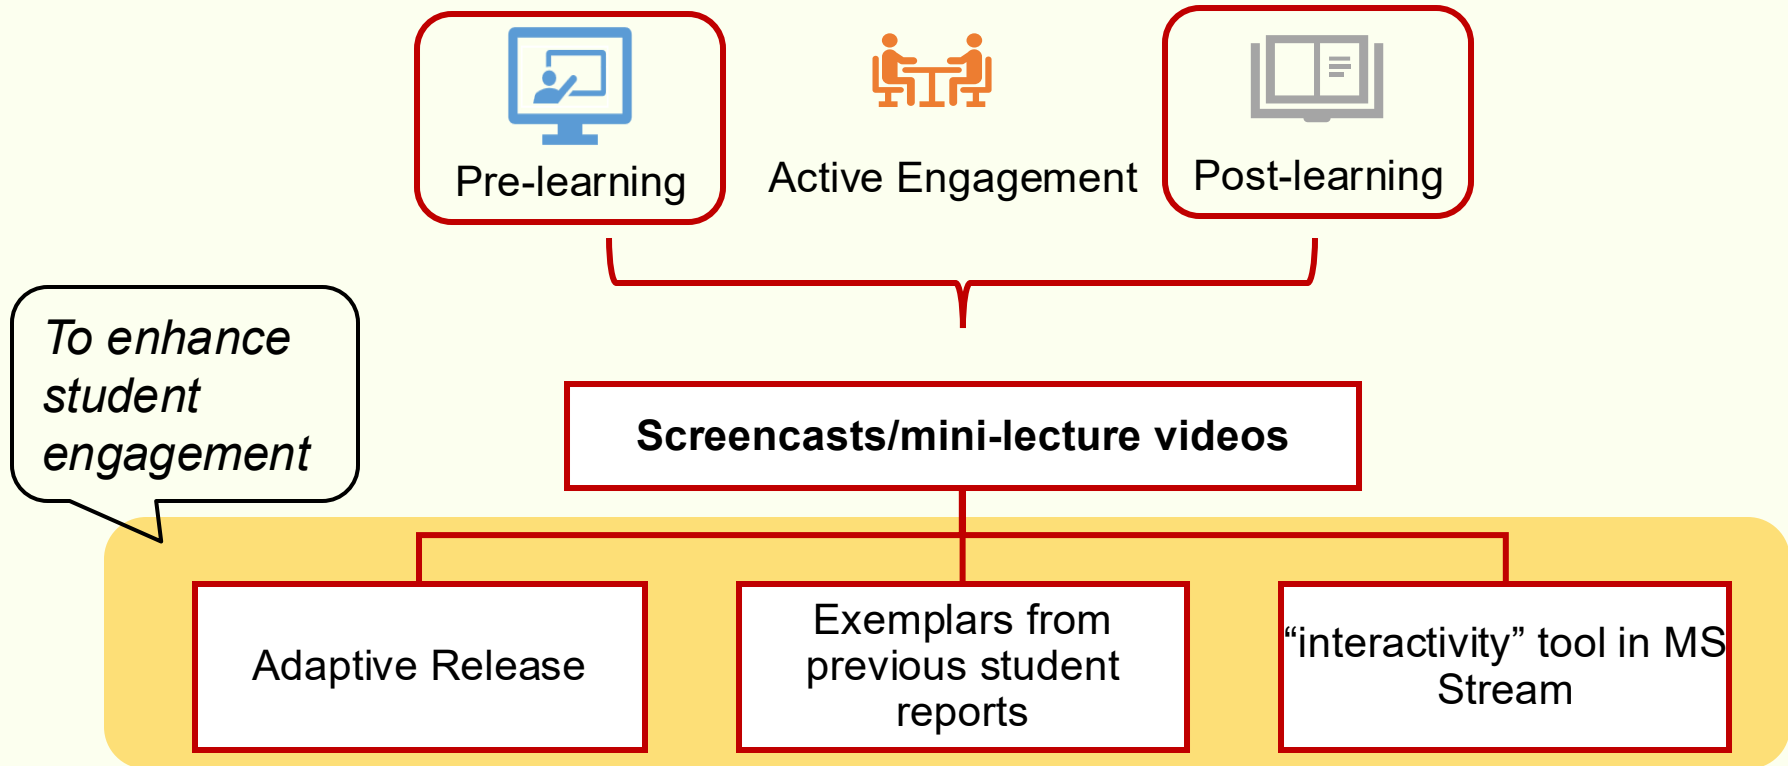 Pre-learning
Active Engagement
Post-learning
To enhance
student
engagement
Screencasts/mini-lecture videos
Adaptive Release
Exemplars from
previous student
reports
“interactivity” tool in MS
Stream